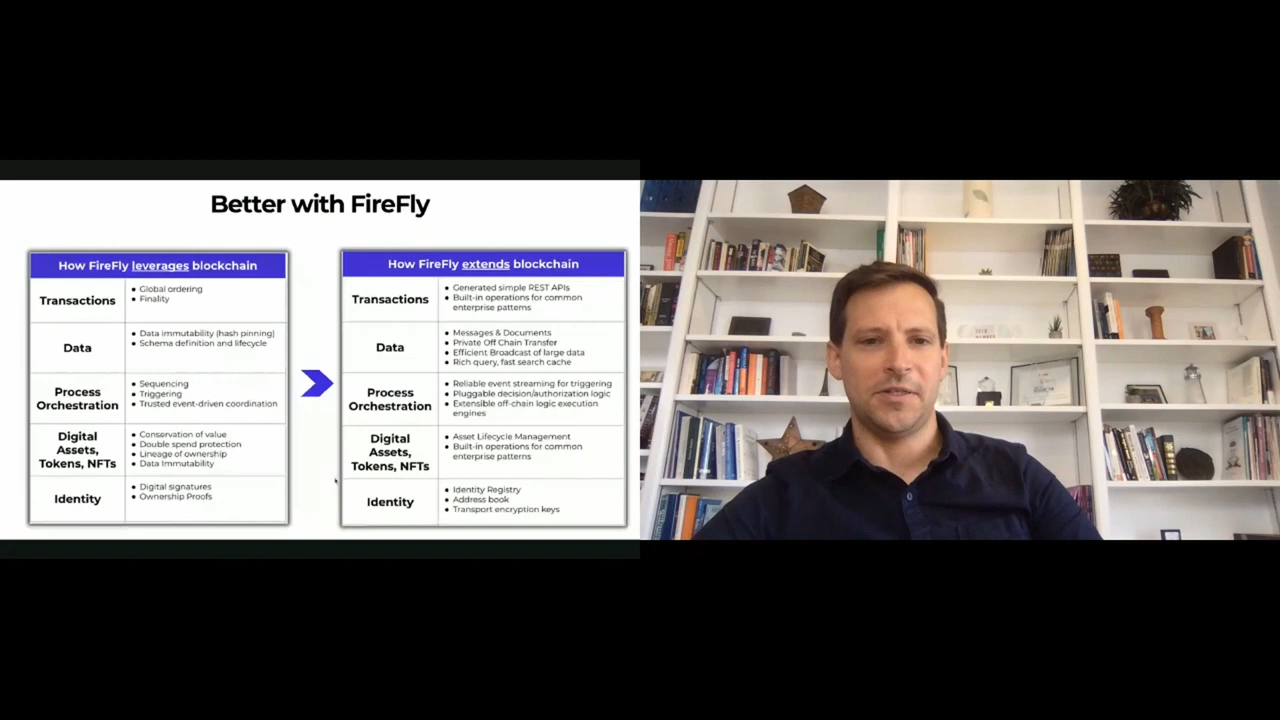 Better with FireFly
How FireFly leverages blockchain
Transactions
● Global ordering
● Finality
Data
● Data immutability (hash pinning)
● Schema definition and lifecycle
Process
Orchestration
● Sequencing
● Triggering
● Trusted event-driven coordination
Digital
Assets,
Tokens, NFTs
● Conservation of value
● Double spend protection
● Lineage of ownership
● Data Immutability
Identity
● Digital signatures
● Ownership Proofs
How FireFly extends blockchain
Transactions
● Generated simple REST APIs
● Built-in operations for common
enterprise patterns
Data
● Messages & Documents
● Private Off Chain Transfer
● Efficient Broadcast of large data
● Rich query, fast search cache
Process
Orchestration
● Reliable event streaming for triggering
● Pluggable decision/authorization logic
● Extensible off-chain logic execution
engines
Digital
Assets,
Tokens, NFTs
● Asset Lifecycle Management
● Built-in operations for common
enterprise patterns
Identity
● Identity Registry
● Address book
● Transport encryption keys